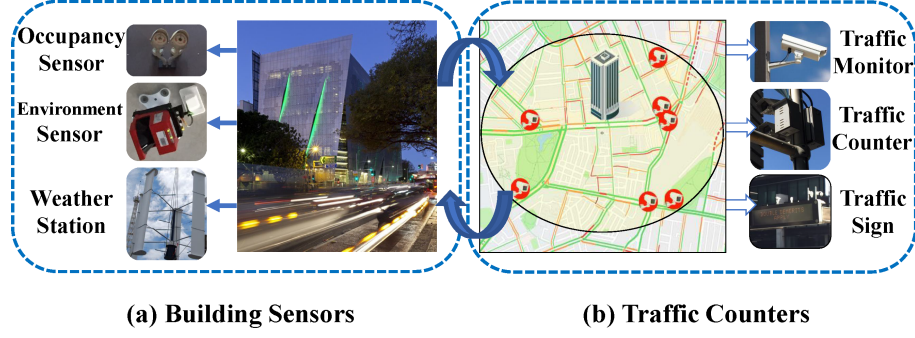 Occupancy
Sensor
Environment
Sensor
Weather
Station
Traffic
Monitor
Traffic
Counter
Traffic
Sign
(a) Building Sensors
(b) Traffic Counters